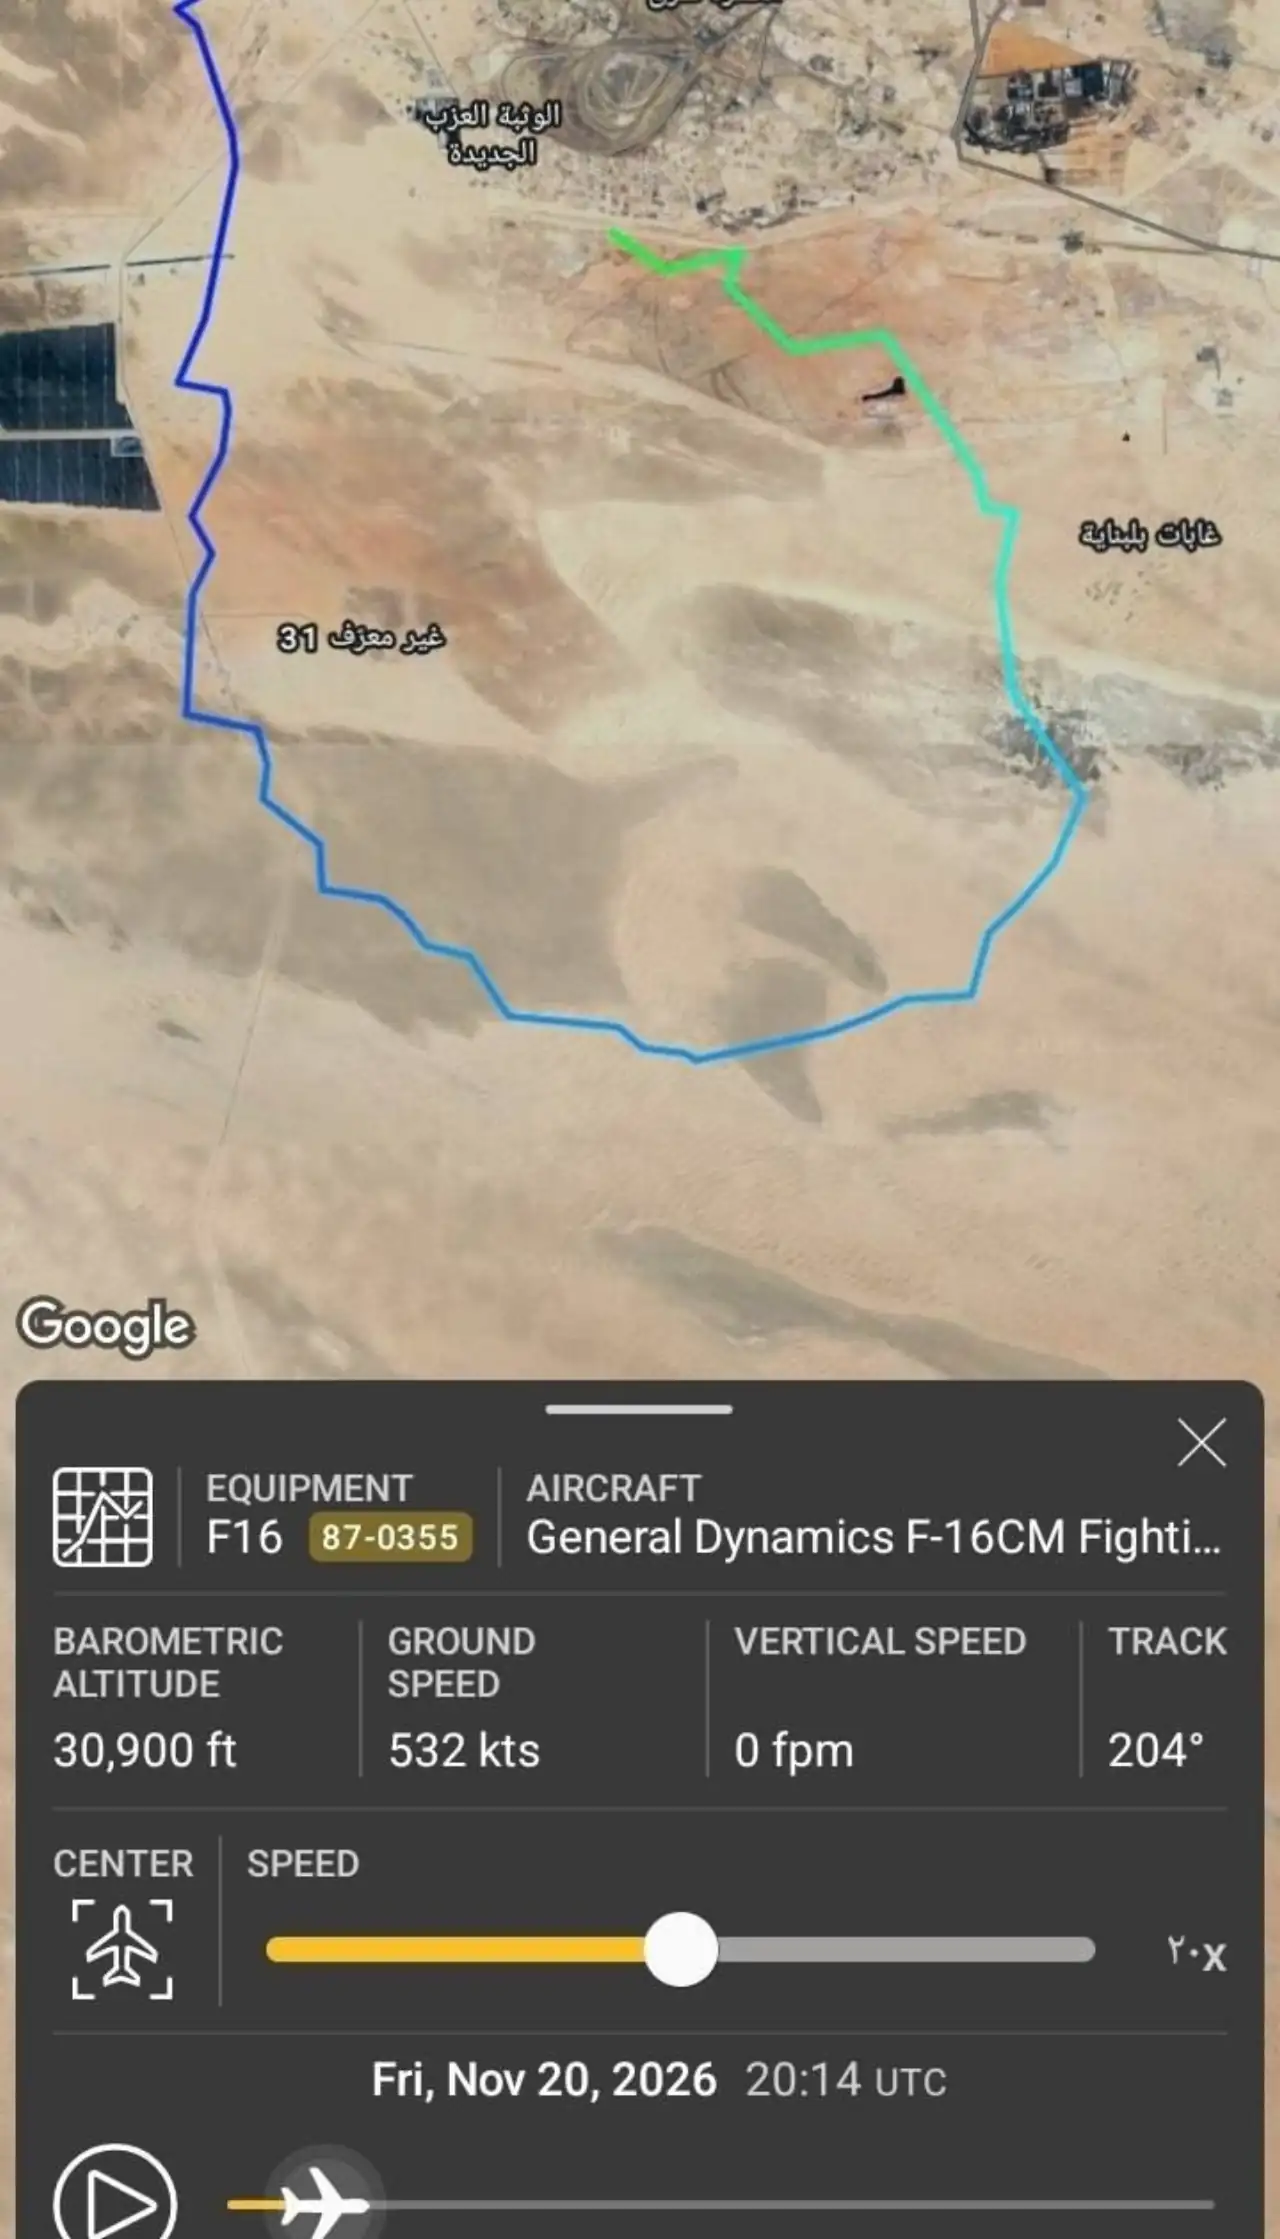 الوثبة العزب
الجديدة
غابات بلبناية
غير معرّف 31
Google
EQUIPMENT
F16 87-0355
AIRCRAFT
General Dynamics F-16CM Fighti...
BAROMETRIC
ALTITUDE
30,900 ft
GROUND
SPEED
532 kts
VERTICAL SPEED
0 fpm
TRACK
204°
CENTER
SPEED
٢٠x
Fri, Nov 20, 2026 20:14 UTC